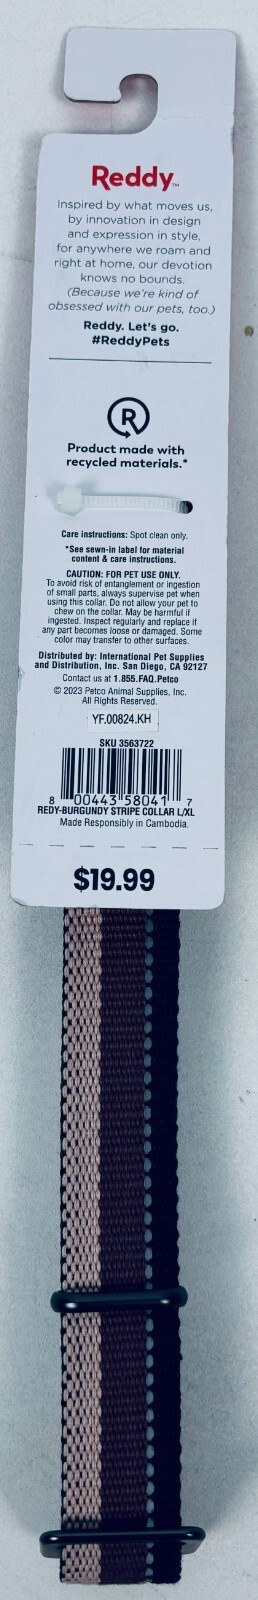 Reddy™
Inspired by what moves us,
by innovation in design
and expression in style,
for anywhere we roam and
right at home, our devotion
knows no bounds.
(Because we're kind of
obsessed with our pets, too.)
Reddy. Let's go.
#ReddyPets
R
Product made with
recycled materials.*
Care instructions: Spot clean only.
*See sewn-in label for material
content & care instructions.
CAUTION: FOR PET USE ONLY.
To avoid risk of entanglement or ingestion
of small parts, always supervise pet when
using this collar. Do not allow your pet to
chew on the collar. May be harmful if
ingested. Inspect regularly and replace if
any part becomes loose or damaged. Some
color may transfer to other surfaces.
Distributed by: International Pet Supplies
and Distribution, Inc. San Diego, CA 92127
Contact us at 1.855.FAQ.Petco
© 2023 Petco Animal Supplies, Inc.
All Rights Reserved.
YF.00824.KH
SKU 3563722
8 00443 58041 7
REDY-BURGUNDY STRIPE COLLAR L/XL
Made Responsibly in Cambodia.
$19.99